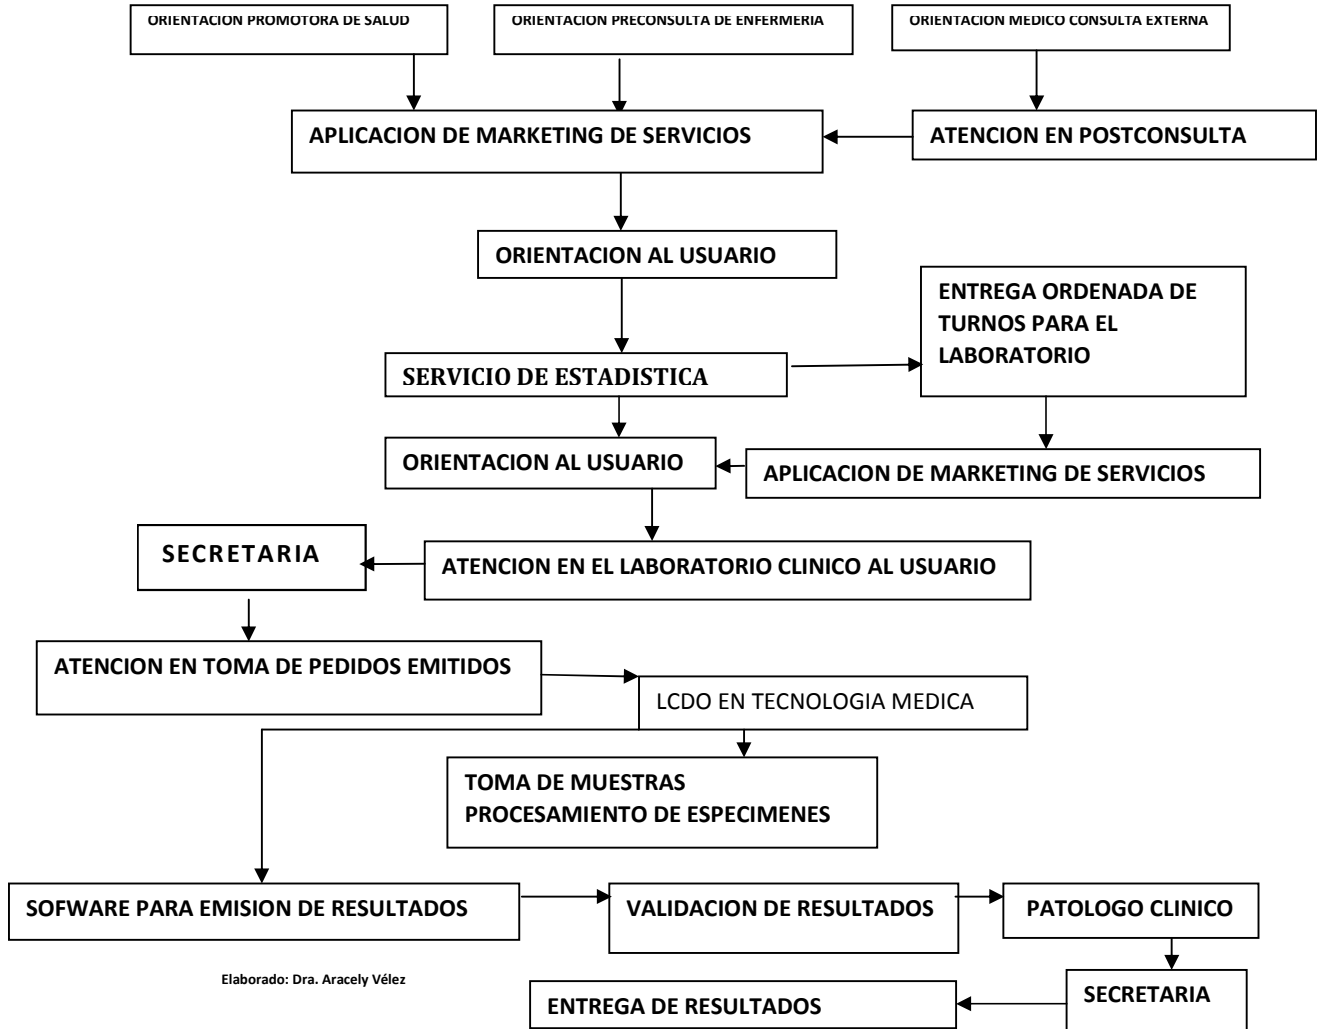 ORIENTACION PROMOTORA DE SALUD
ORIENTACION PRECONSULTA DE ENFERMERIA
ORIENTACION MEDICO CONSULTA EXTERNA
APLICACION DE MARKETING DE SERVICIOS
ATENCION EN POSTCONSULTA
ORIENTACION AL USUARIO
ENTREGA ORDENADA DE
TURNOS PARA EL
LABORATORIO
SERVICIO DE ESTADISTICA
ORIENTACION AL USUARIO
APLICACION DE MARKETING DE SERVICIOS
SECRETARIA
ATENCION EN EL LABORATORIO CLINICO AL USUARIO
ATENCION EN TOMA DE PEDIDOS EMITIDOS
LCDO EN TECNOLOGIA MEDICA
TOMA DE MUESTRAS
PROCESAMIENTO DE ESPECIMENES
SOFWARE PARA EMISION DE RESULTADOS
VALIDACION DE RESULTADOS
PATOLOGO CLINICO
Elaborado: Dra. Aracely Vélez
SECRETARIA
ENTREGA DE RESULTADOS